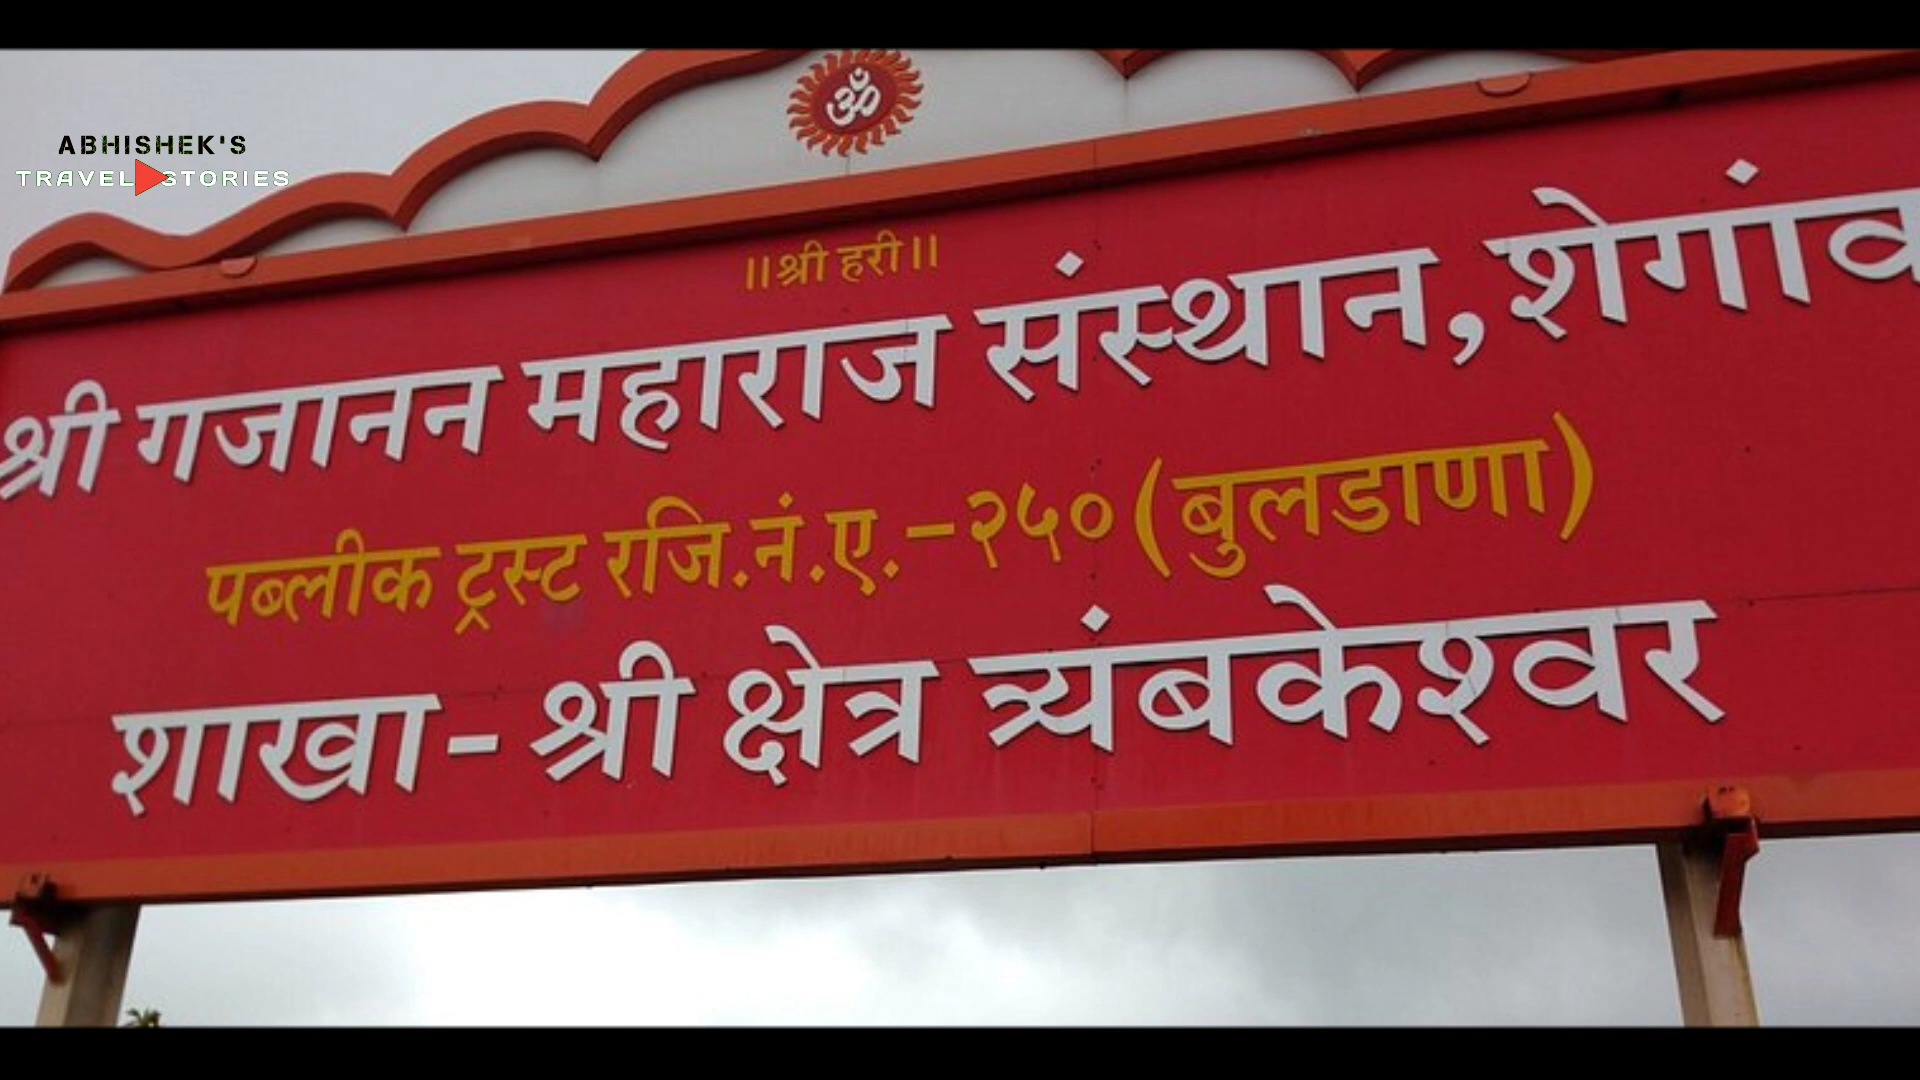 ABHISHEK'S
TRAVEL STORIES
ॐ
॥श्री हरी॥
श्री गजानन महाराज संस्थान, शेगांव
पब्लीक ट्रस्ट रजि.नं.ए.-२५० (बुलडाणा)
शाखा-श्री क्षेत्र त्र्यंबकेश्वर